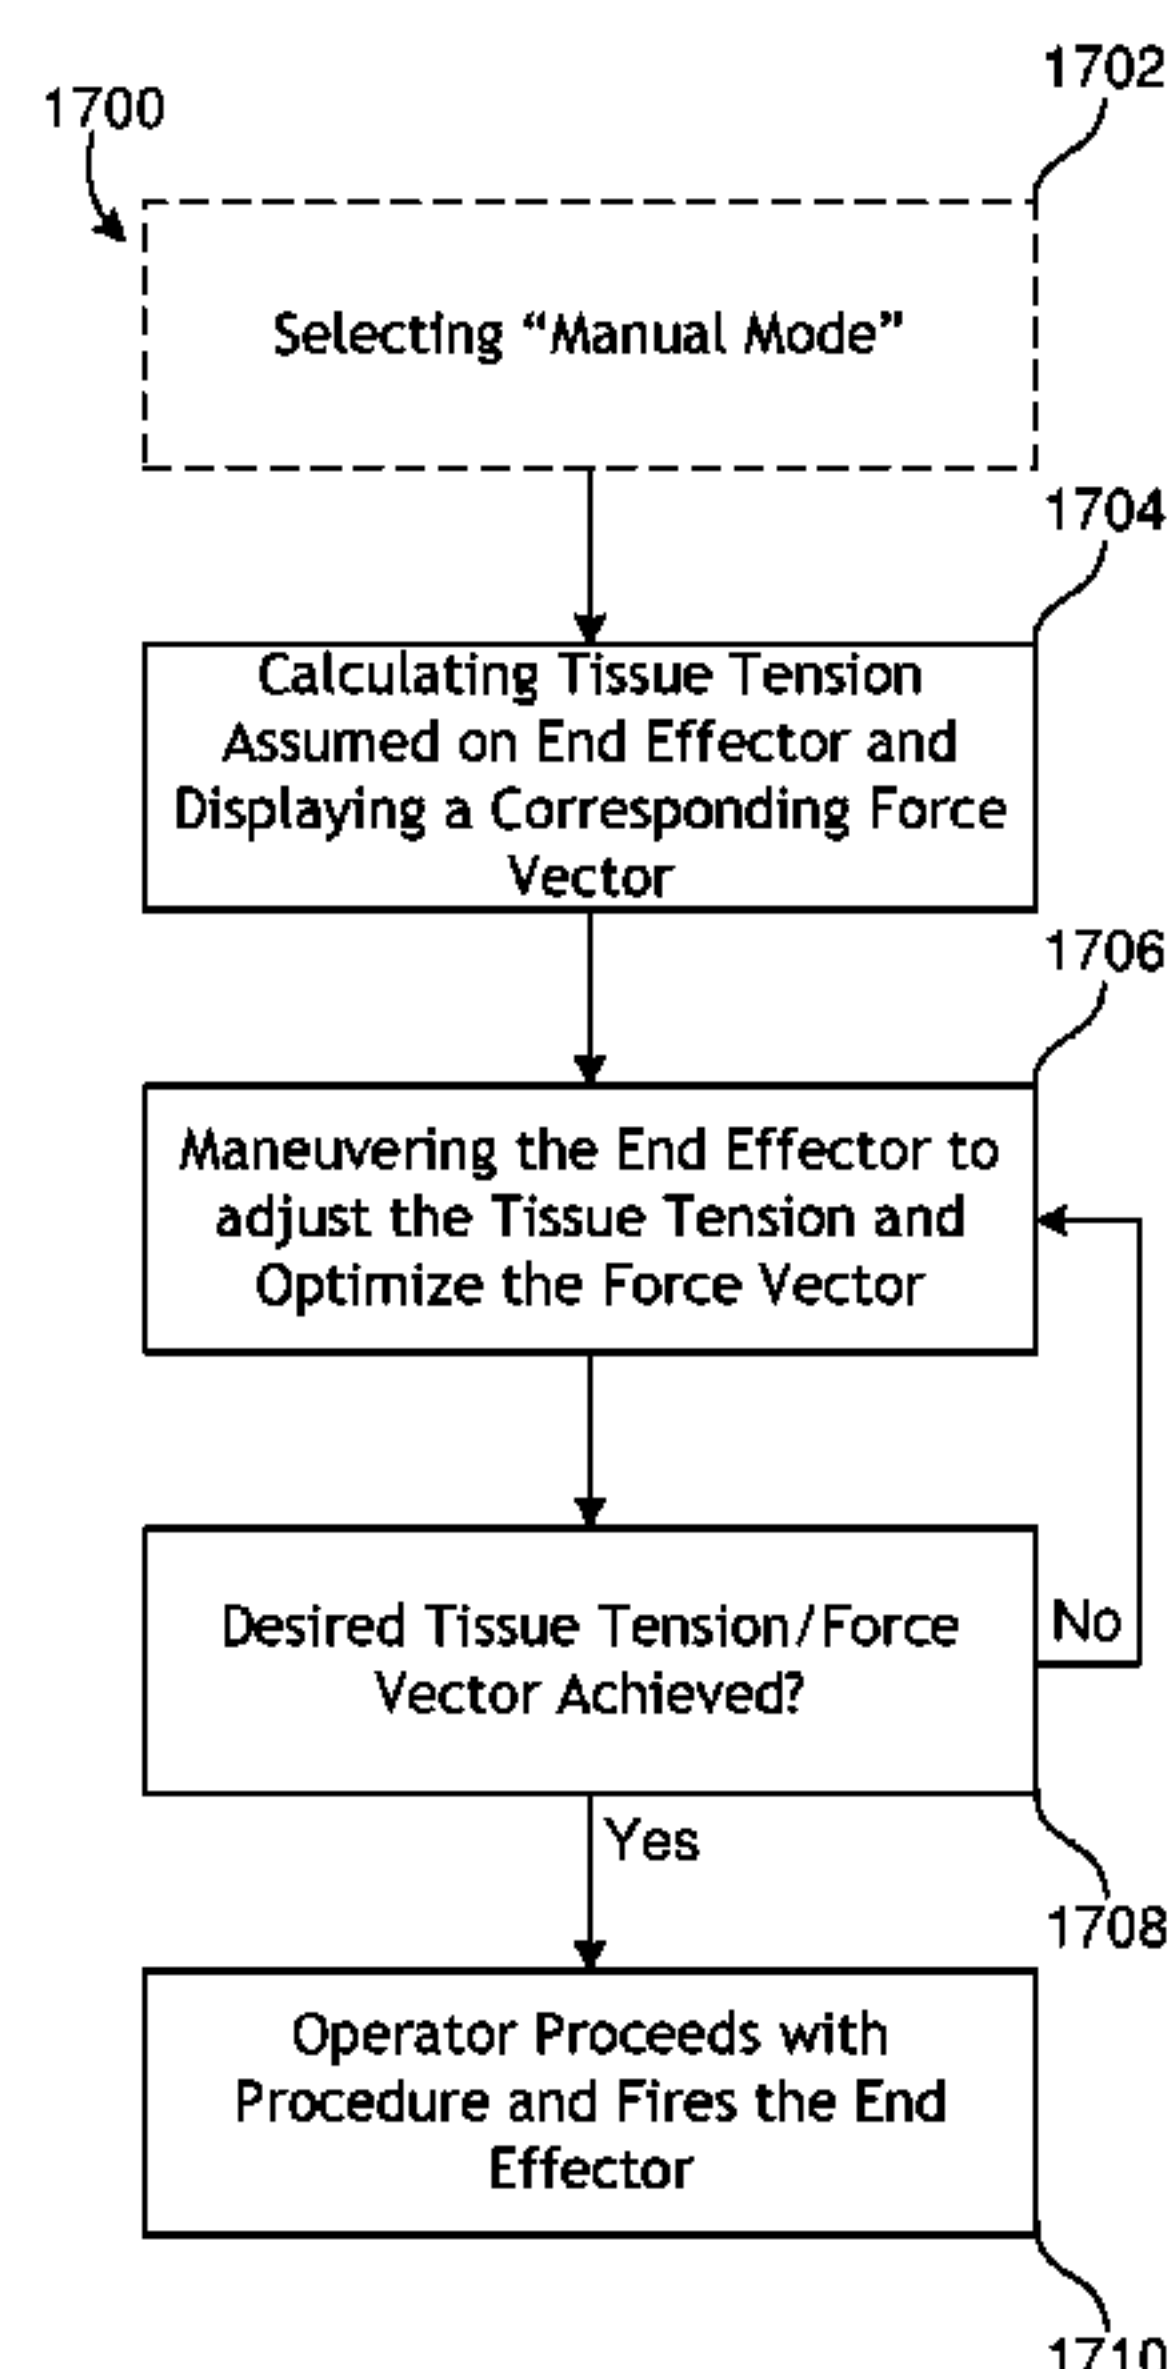 1702
1700
Selecting “Manual Mode”
1704
Calculating Tissue Tension
Assumed on End Effector and
Displaying a Corresponding Force
Vector
1706
Maneuvering the End Effector to
adjust the Tissue Tension and
Optimize the Force Vector
Desired Tissue Tension/Force
Vector Achieved?
No
Yes
1708
Operator Proceeds with
Procedure and Fires the End
Effector
1710